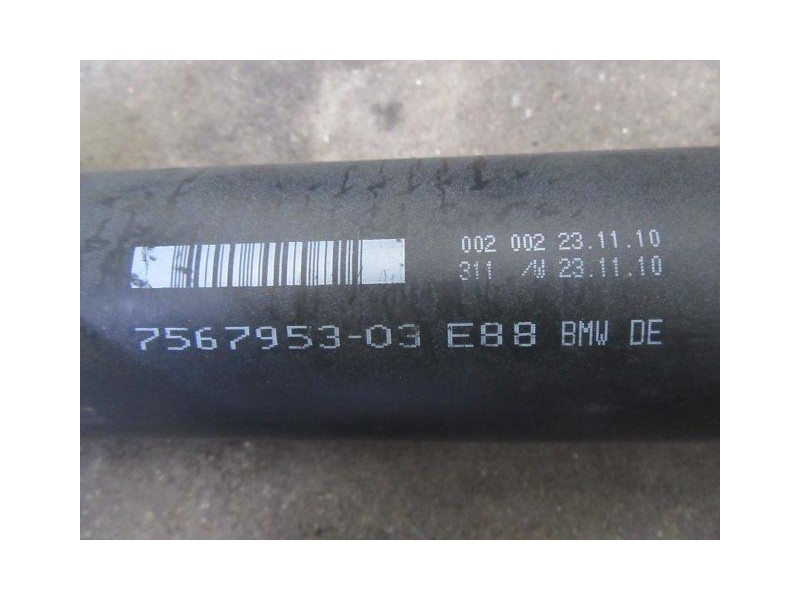 002 002 23.11.10
311 /W 23.11.10
7567953-03 E88 BMW DE